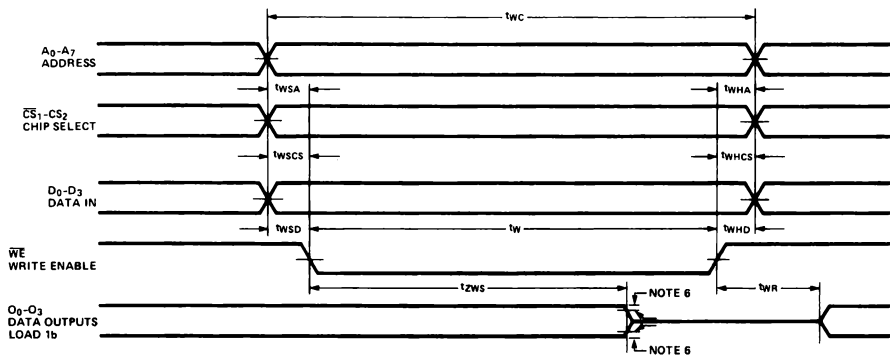 tWC
A0-A7
ADDRESS
tWSA
tWHA
CS1-CS2
CHIP SELECT
tWSCS
tWHCS
D0-D3
DATA IN
tWSD
tW
tWHD
WE
WRITE ENABLE
tZWS
NOTE 6
tWR
O0-O3
DATA OUTPUTS
LOAD 1b
NOTE 6